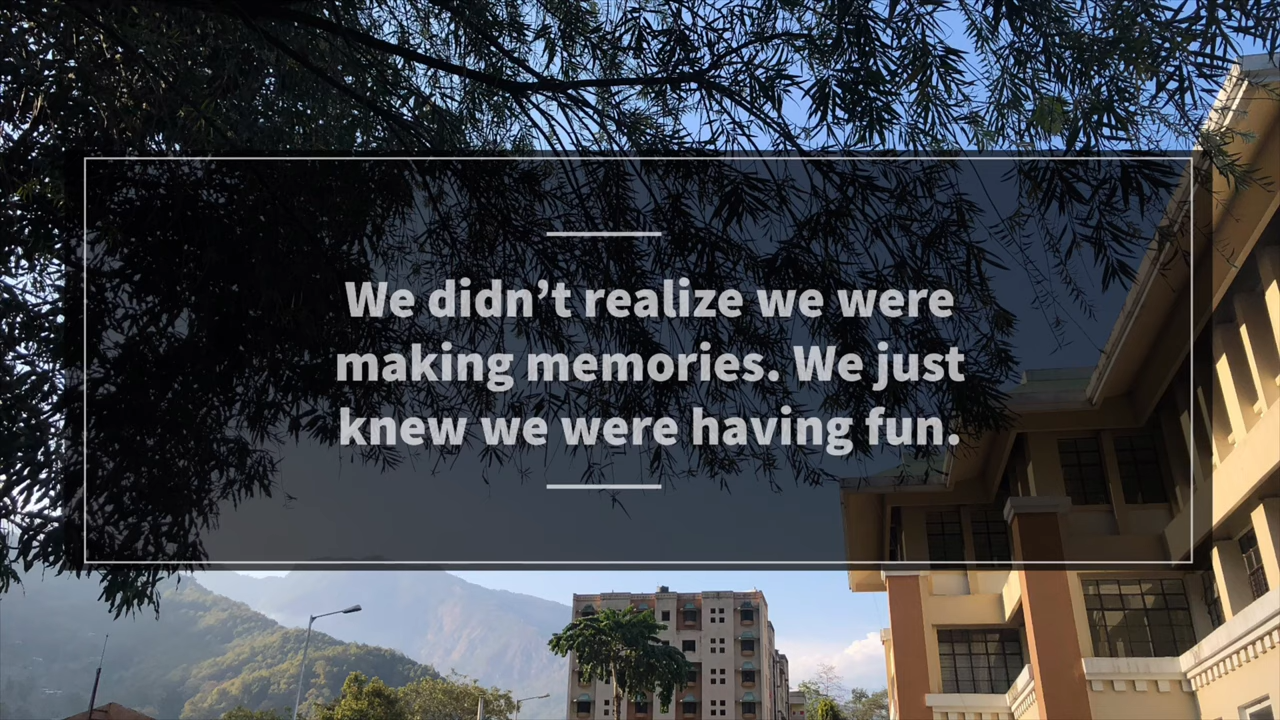 We didn’t realize we were
making memories. We just
knew we were having fun.